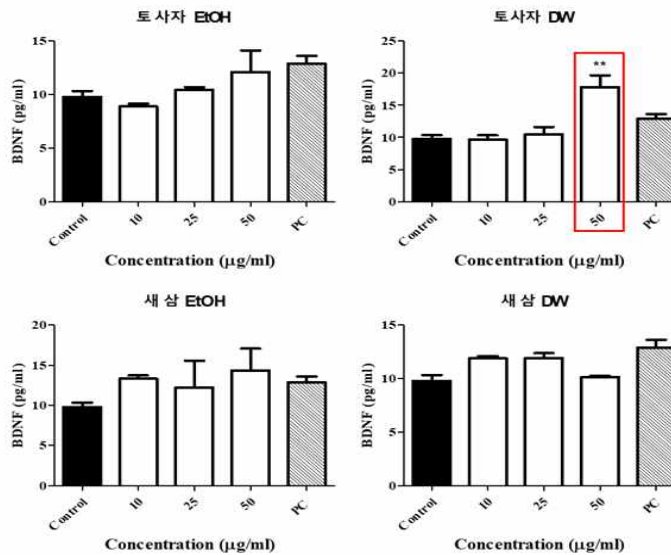 토사자 EtOH
15
10
5
0
BDNF (pg/ml)
Control
10
25
50
PC
Concentration (μg/ml)
토사자 DW
25
20
15
10
5
0
BDNF (pg/ml)
**
Control
10
25
50
PC
Concentration (μg/ml)
새삼 EtOH
20
15
10
5
0
BDNF (pg/ml)
Control
10
25
50
PC
Concentration (μg/ml)
새삼 DW
15
10
5
0
BDNF (pg/ml)
Control
10
25
50
PC
Concentration (μg/ml)